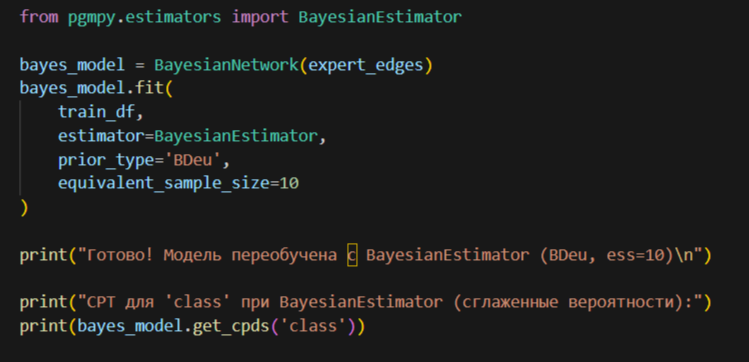 from pgmpy.estimators import BayesianEstimator
bayes_model = BayesianNetwork(expert_edges)
bayes_model.fit(
    train_df,
    estimator=BayesianEstimator,
    prior_type='BDeu',
    equivalent_sample_size=10
)
print("Готово! Модель переобучена с BayesianEstimator (BDeu, ess=10)\n")
print("CPT для 'class' при BayesianEstimator (сглаженные вероятности):")
print(bayes_model.get_cpds('class'))